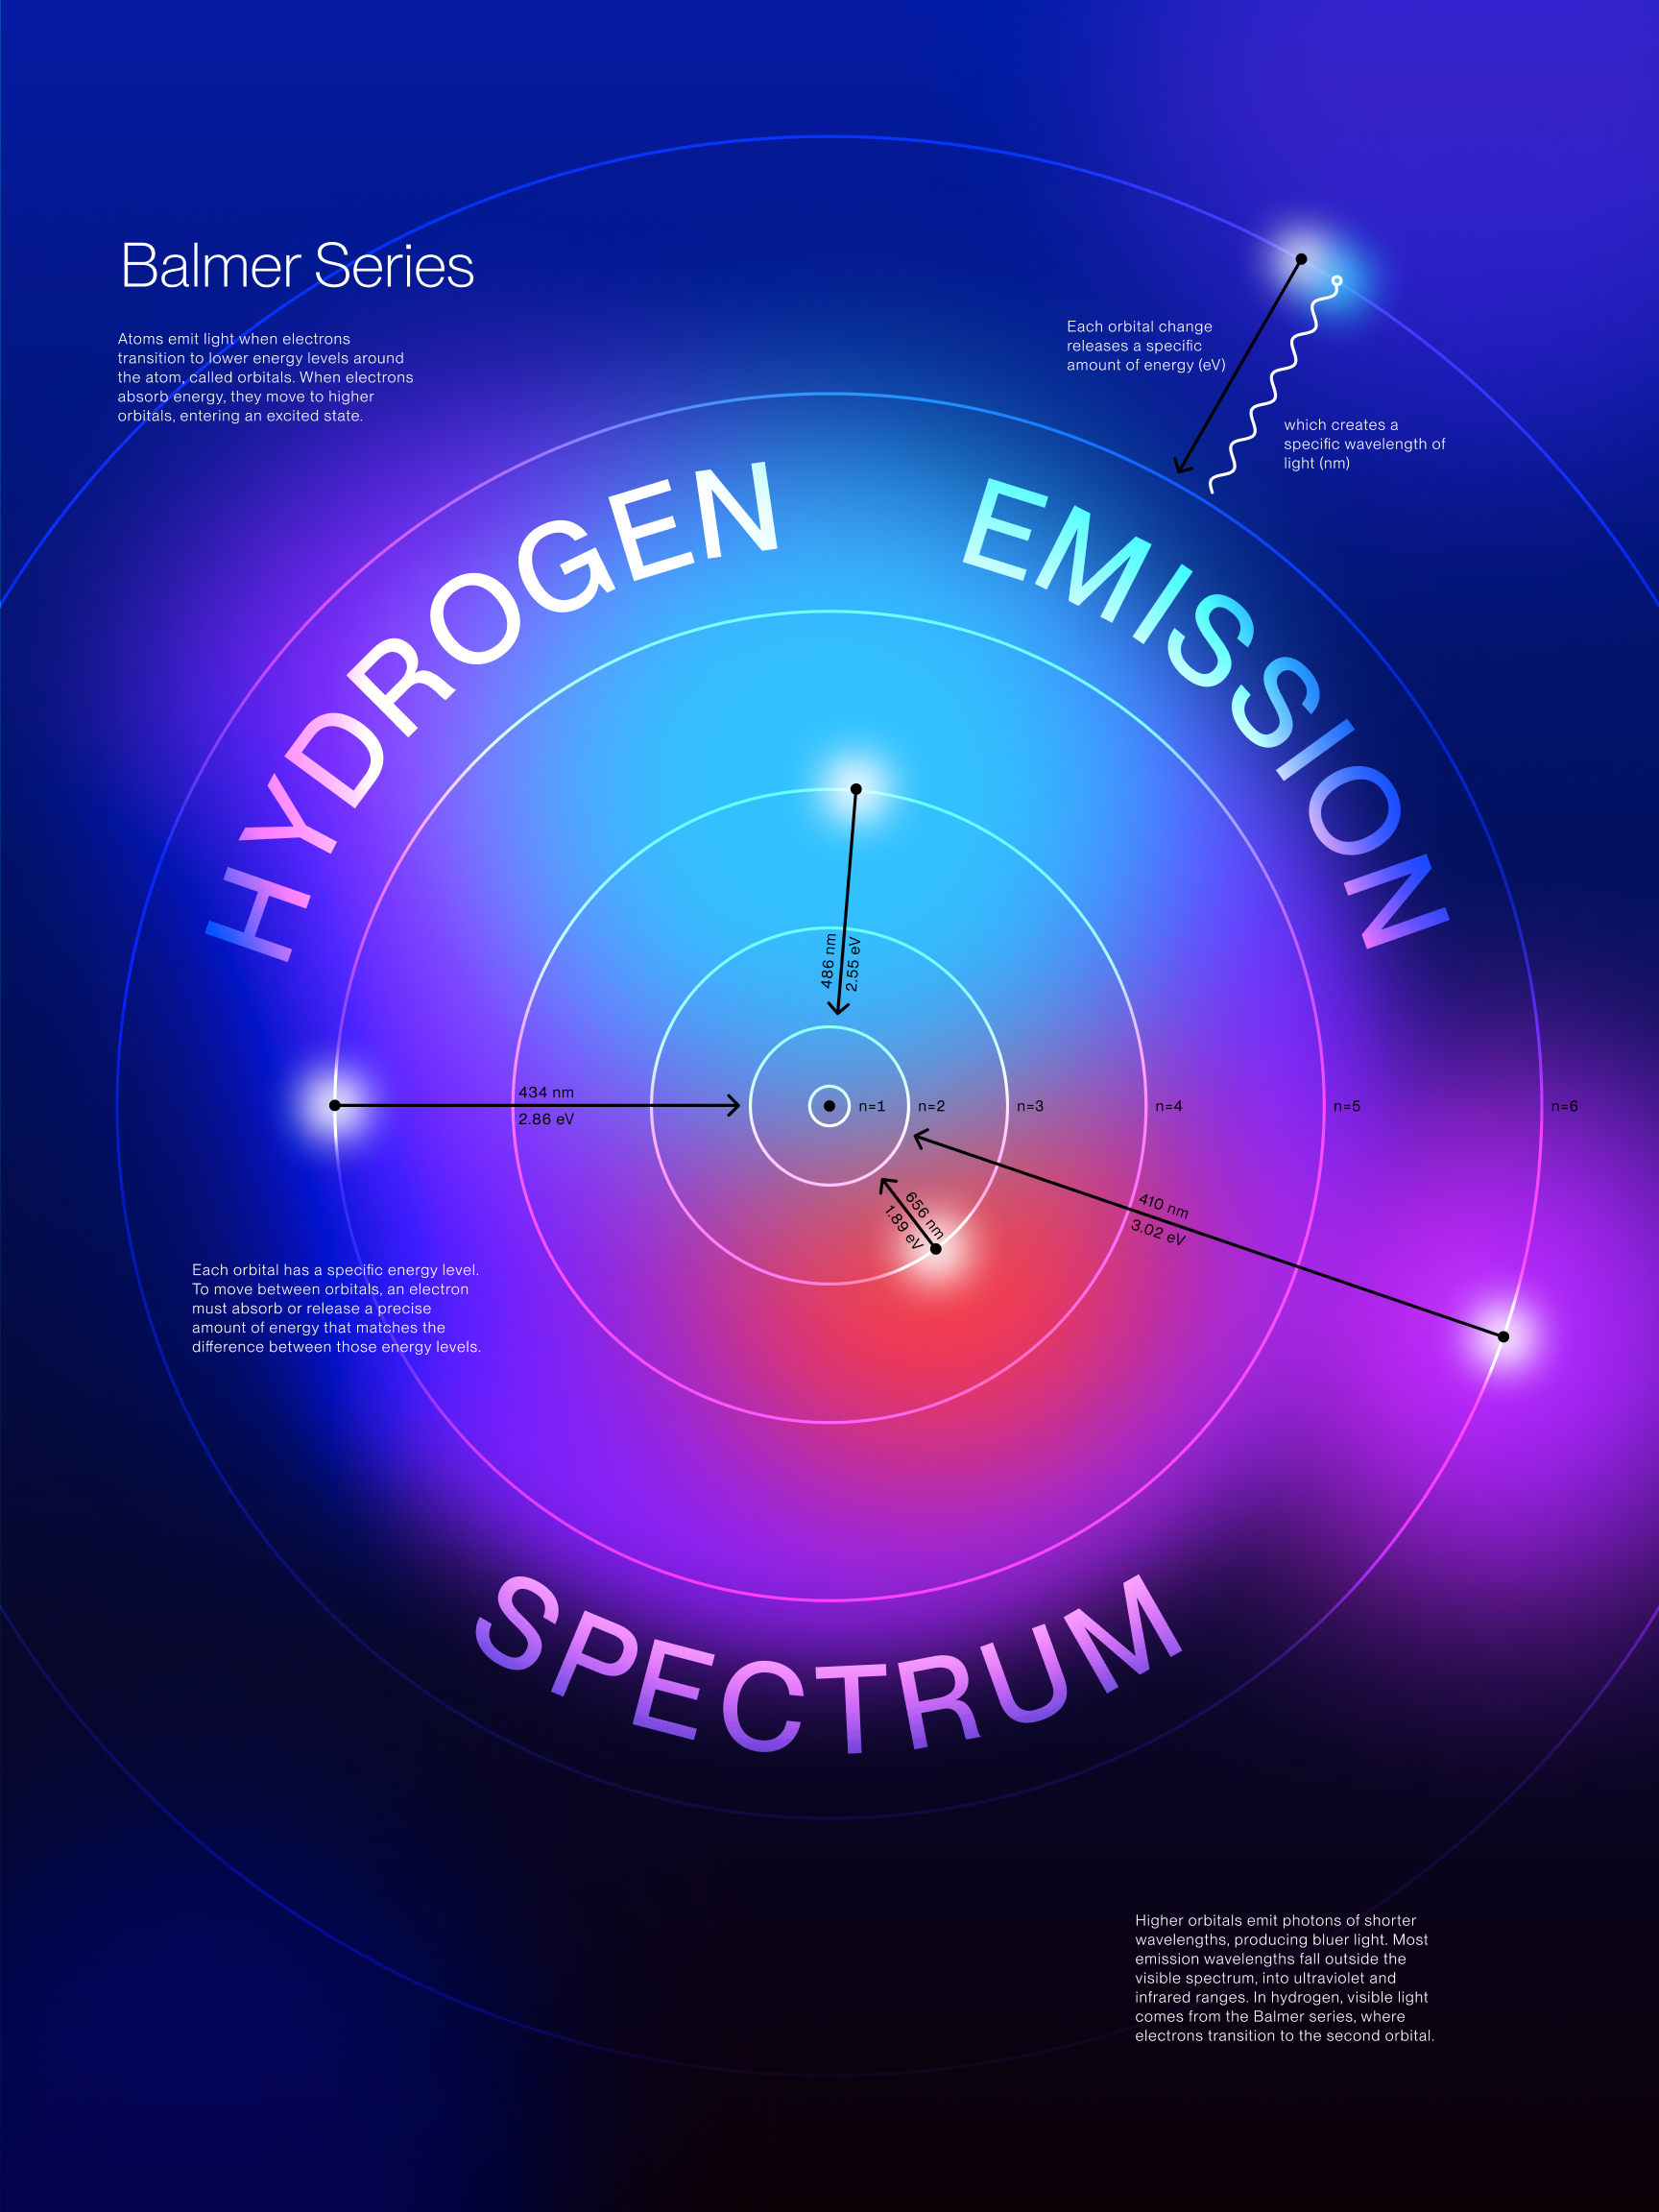 Balmer Series
Atoms emit light when electrons
transition to lower energy levels around
the atom, called orbitals. When electrons
absorb energy, they move to higher
orbitals, entering an excited state.
Each orbital change
releases a specific
amount of energy (eV)
which creates a
specific wavelength of
light (nm)
HYDROGEN EMISSION
486 nm
2.55 eV
434 nm
2.86 eV
n=1
n=2
n=3
n=4
n=5
n=6
656 nm
1.89 eV
410 nm
3.02 eV
Each orbital has a specific energy level.
To move between orbitals, an electron
must absorb or release a precise
amount of energy that matches the
difference between those energy levels.
SPECTRUM
Higher orbitals emit photons of shorter
wavelengths, producing bluer light. Most
emission wavelengths fall outside the
visible spectrum, into ultraviolet and
infrared ranges. In hydrogen, visible light
comes from the Balmer series, where
electrons transition to the second orbital.